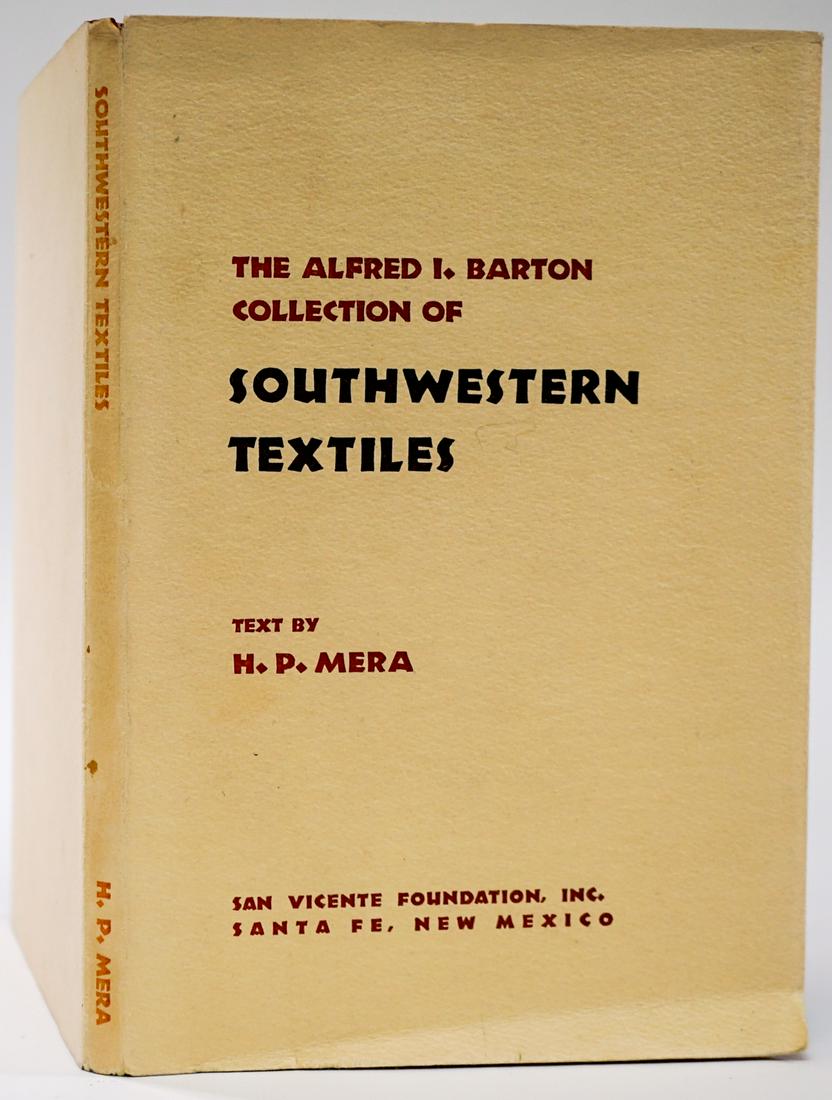 SOUTHWESTERN TEXTILES
H. P. MERA
THE ALFRED I. BARTON
COLLECTION OF
SOUTHWESTERN
TEXTILES
TEXT BY
H. P. MERA
SAN VICENTE FOUNDATION, INC.
SANTA FE, NEW MEXICO